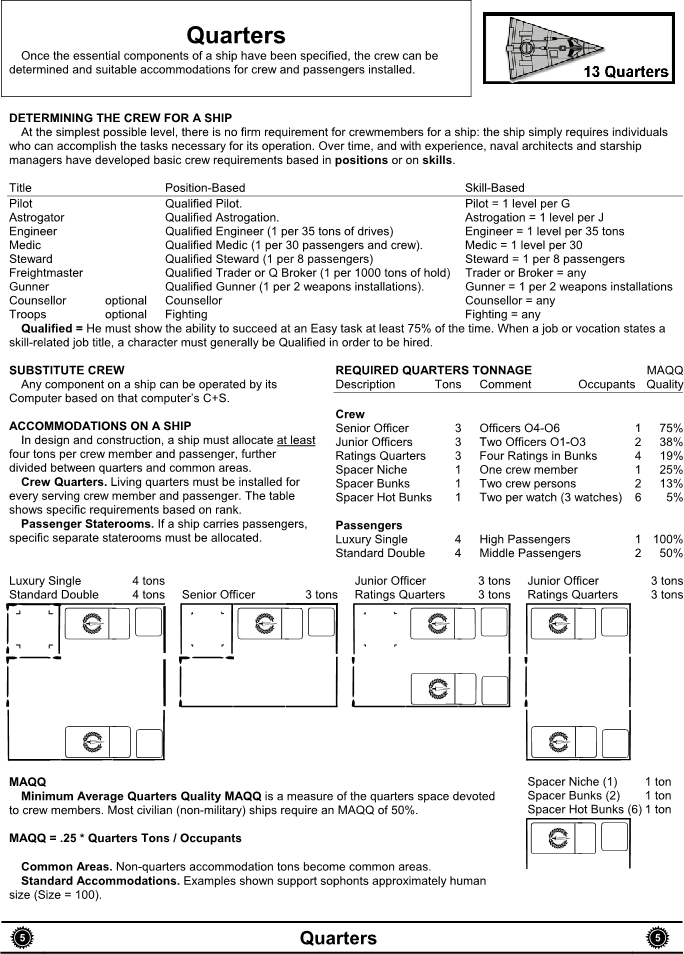 Quarters
Once the essential components of a ship have been specified, the crew can be
determined and suitable accommodations for crew and passengers installed.
13 Quarters
DETERMINING THE CREW FOR A SHIP
At the simplest possible level, there is no firm requirement for crewmembers for a ship: the ship simply requires individuals
who can accomplish the tasks necessary for its operation. Over time, and with experience, naval architects and starship
managers have developed basic crew requirements based in positions or on skills.
Title Position-Based Skill-Based
Pilot Qualified Pilot. Pilot = 1 level per G
Astrogator Qualified Astrogation. Astrogation = 1 level per J
Engineer Qualified Engineer (1 per 35 tons of drives) Engineer = 1 level per 35 tons
Medic Qualified Medic (1 per 30 passengers and crew). Medic = 1 level per 30
Steward Qualified Steward (1 per 8 passengers) Steward = 1 per 8 passengers
Freightmaster Qualified Trader or Q Broker (1 per 1000 tons of hold) Trader or Broker = any
Gunner Qualified Gunner (1 per 2 weapons installations). Gunner = 1 per 2 weapons installations
Counsellor optional Counsellor Counsellor = any
Troops optional Fighting Fighting = any
Qualified = He must show the ability to succeed at an Easy task at least 75% of the time. When a job or vocation states a
skill-related job title, a character must generally be Qualified in order to be hired.
SUBSTITUTE CREW
Any component on a ship can be operated by its
Computer based on that computer's C+S.
ACCOMMODATIONS ON A SHIP
In design and construction, a ship must allocate at least
four tons per crew member and passenger, further
divided between quarters and common areas.
Crew Quarters. Living quarters must be installed for
every serving crew member and passenger. The table
shows specific requirements based on rank.
Passenger Staterooms. If a ship carries passengers,
specific separate staterooms must be allocated.
REQUIRED QUARTERS TONNAGE MAQQ
Description Tons Comment Occupants Quality
Crew
Senior Officer 3 Officers O4-O6 1 75%
Junior Officers 3 Two Officers O1-O3 2 38%
Ratings Quarters 3 Four Ratings in Bunks 4 19%
Spacer Niche 1 One crew member 1 25%
Spacer Bunks 1 Two crew persons 2 13%
Spacer Hot Bunks 1 Two per watch (3 watches) 6 5%
Passengers
Luxury Single 4 High Passengers 1 100%
Standard Double 4 Middle Passengers 2 50%
Luxury Single 4 tons
Standard Double 4 tons
Senior Officer 3 tons
Junior Officer 3 tons
Ratings Quarters 3 tons
Junior Officer 3 tons
Ratings Quarters 3 tons
MAQQ
Minimum Average Quarters Quality MAQQ is a measure of the quarters space devoted
to crew members. Most civilian (non-military) ships require an MAQQ of 50%.
MAQQ = .25 * Quarters Tons / Occupants
Common Areas. Non-quarters accommodation tons become common areas.
Standard Accommodations. Examples shown support sophonts approximately human
size (Size = 100).
Spacer Niche (1) 1 ton
Spacer Bunks (2) 1 ton
Spacer Hot Bunks (6) 1 ton
5 Quarters 5